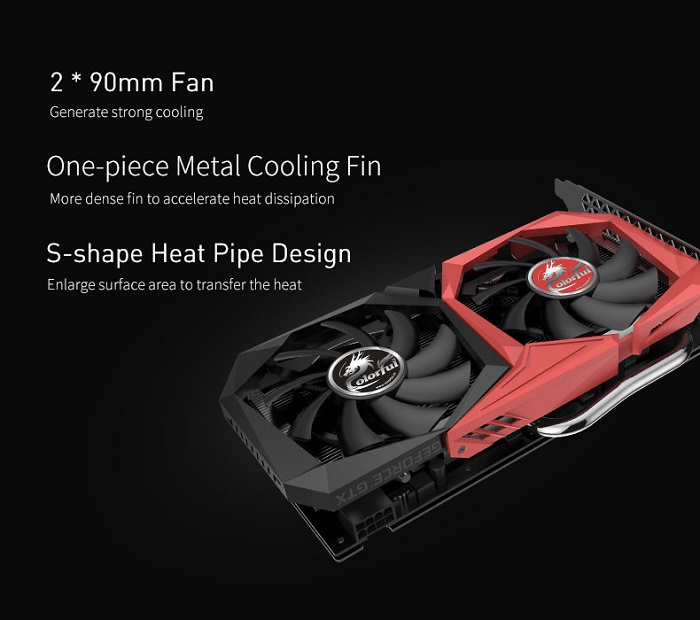 2 * 90mm Fan
Generate strong cooling
One-piece Metal Cooling Fin
More dense fin to accelerate heat dissipation
S-shape Heat Pipe Design
Enlarge surface area to transfer the heat
Colorful
Colorful
GEFORCE GTX